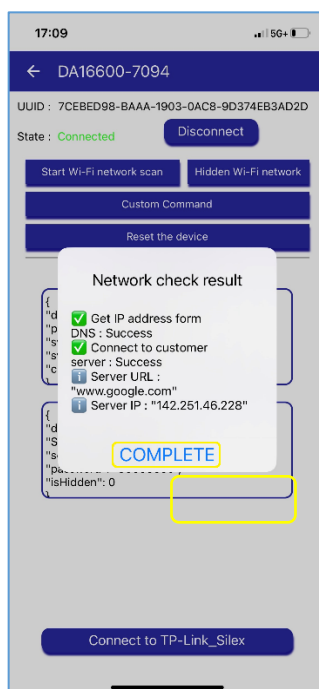 17:09
5G+
← DA16600-7094
UUID : 7CEBED98-BAAA-1903-0AC8-9D374EB3AD2D
State : Connected
Disconnect
Start Wi-Fi network scan
Hidden Wi-Fi network
Custom Command
Reset the device
Network check result
✅ Get IP address form
DNS : Success
✅ Connect to customer
server : Success
ℹ️ Server URL :
"www.google.com"
ℹ️ Server IP : "142.251.46.228"
COMPLETE
{
{
"isHidden": 0
}
Connect to TP-Link_Silex